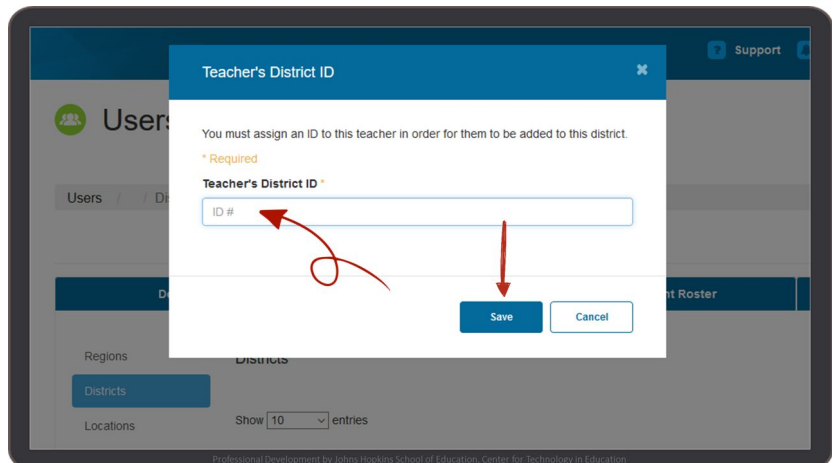 Support
Teacher's District ID
Users
You must assign an ID to this teacher in order for them to be added to this district.
* Required
Users / / Di
Teacher's District ID *
ID #
nt Roster
Save
Cancel
Regions
Districts
Districts
Locations
Show 10 entries
Professional Development by Johns Hopkins School of Education, Center for Technology in Education